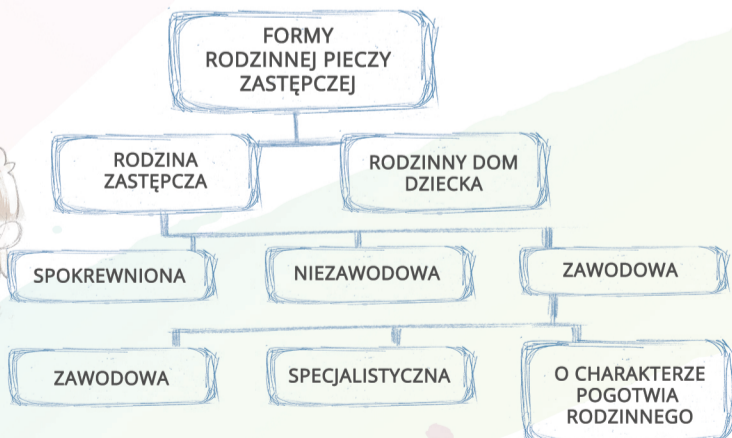 FORMY
RODZINNEJ PIECZY
ZASTĘPCZEJ
RODZINA
ZASTĘPCZA
RODZINNY DOM
DZIECKA
SPOKREWNIONA
NIEZAWODOWA
ZAWODOWA
ZAWODOWA
SPECJALISTYCZNA
O CHARAKTERZE
POGOTWIA
RODZINNEGO